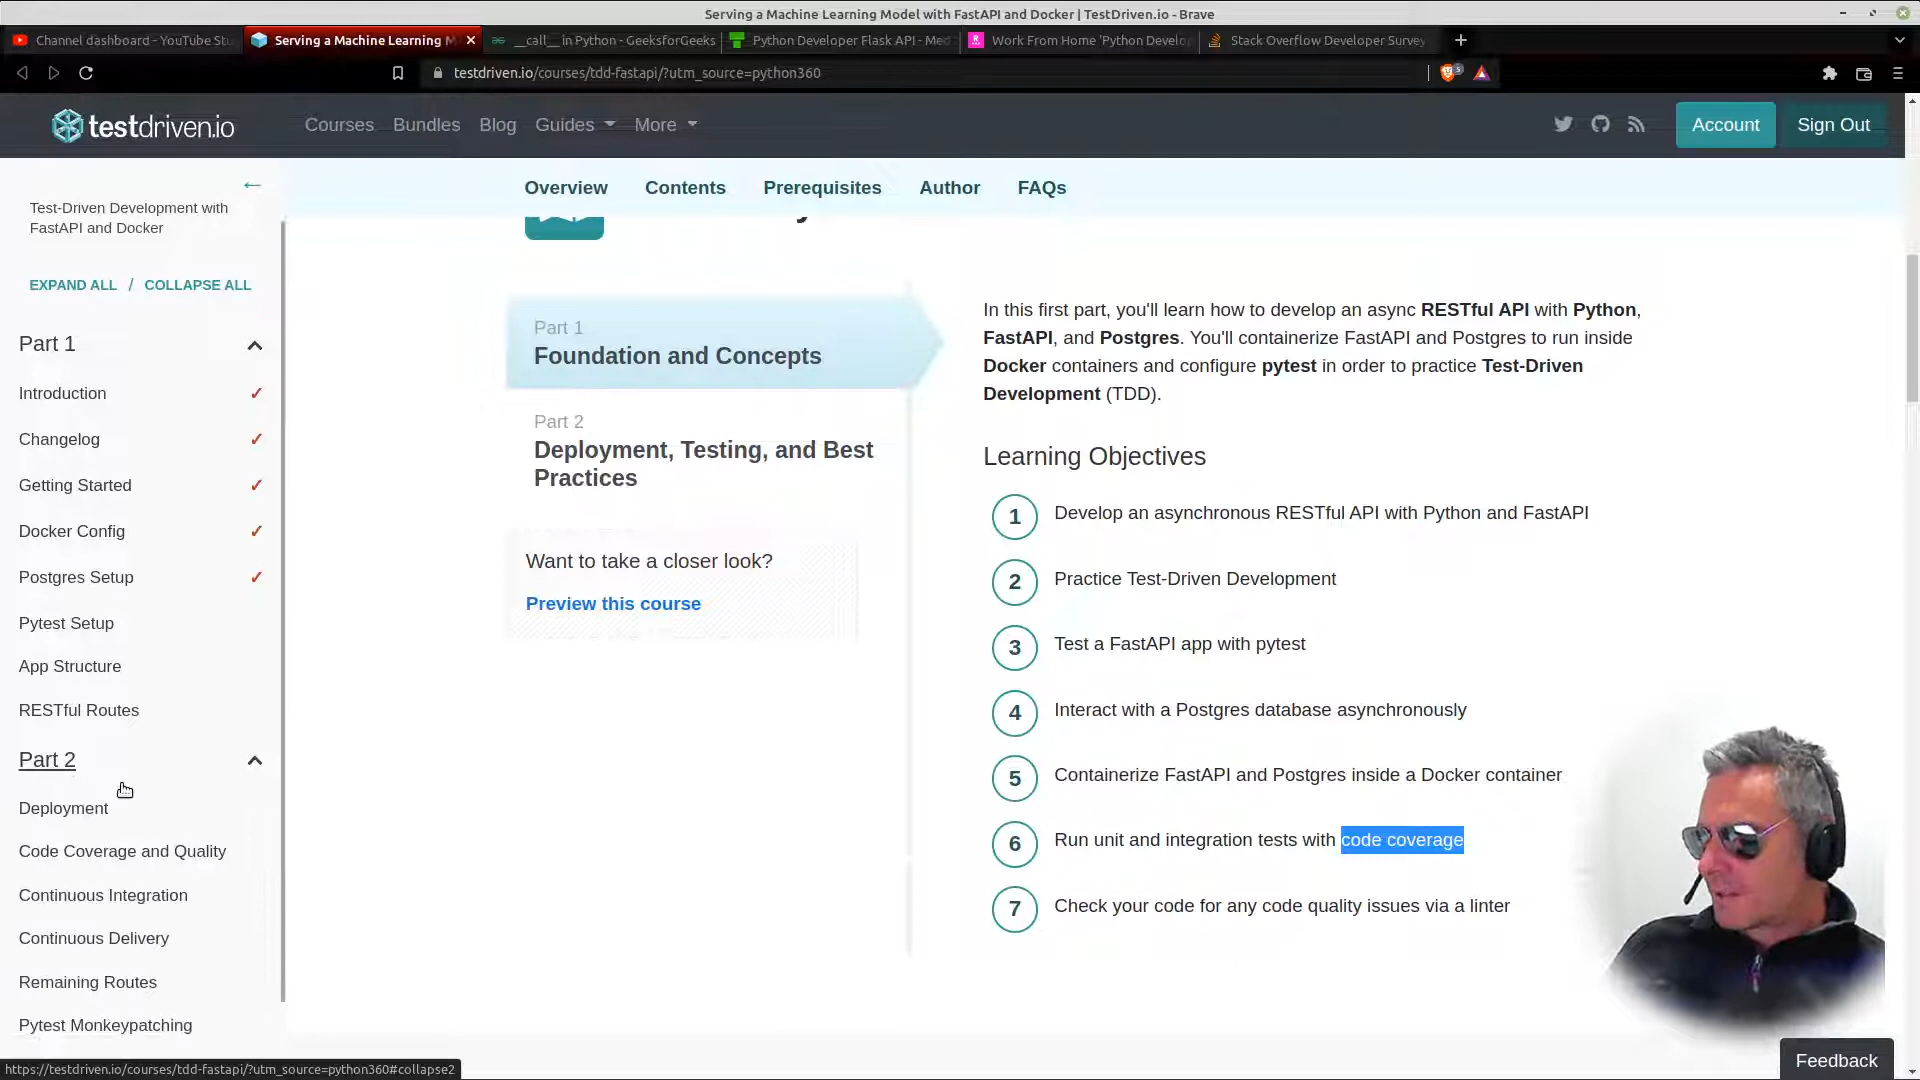 Serving a Machine Learning Model with FastAPI and Docker | TestDriven.io - Brave
Channel dashboard - YouTube Stu
Serving a Machine Learning M
__call__ in Python - GeeksforGeeks
Python Developer Flask API - Med
Work From Home 'Python Develo
Stack Overflow Developer Survey
testdriven.io/courses/tdd-fastapi/?utm_source=python360
5
testdriven.io
Courses
Bundles
Blog
Guides
More
Account
Sign Out
Overview
Contents
Prerequisites
Author
FAQs
Test-Driven Development with
FastAPI and Docker
EXPAND ALL / COLLAPSE ALL
Part 1
Introduction ✓
Changelog ✓
Getting Started ✓
Docker Config ✓
Postgres Setup ✓
Pytest Setup
App Structure
RESTful Routes
Part 2
Deployment
Code Coverage and Quality
Continuous Integration
Continuous Delivery
Remaining Routes
Pytest Monkeypatching
Part 1
Foundation and Concepts
Part 2
Deployment, Testing, and Best
Practices
Want to take a closer look?
Preview this course
In this first part, you'll learn how to develop an async RESTful API with Python,
FastAPI, and Postgres. You'll containerize FastAPI and Postgres to run inside
Docker containers and configure pytest in order to practice Test-Driven
Development (TDD).
Learning Objectives
1 Develop an asynchronous RESTful API with Python and FastAPI
2 Practice Test-Driven Development
3 Test a FastAPI app with pytest
4 Interact with a Postgres database asynchronously
5 Containerize FastAPI and Postgres inside a Docker container
6 Run unit and integration tests with code coverage
7 Check your code for any code quality issues via a linter
Feedback
https://testdriven.io/courses/tdd-fastapi/?utm_source=python360#collapse2